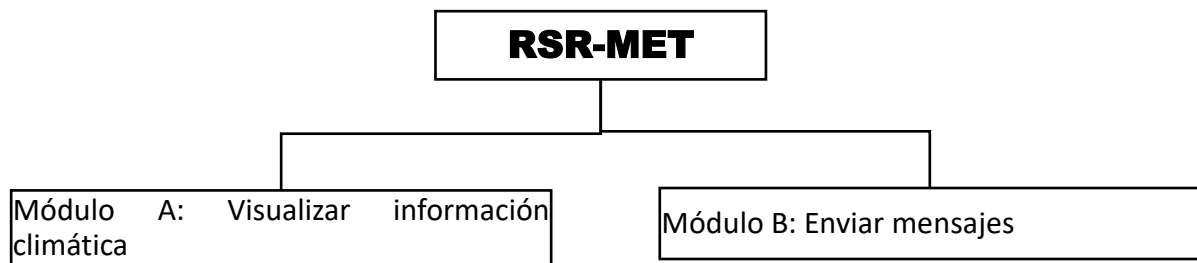 RSR-MET
Módulo A: Visualizar información
climática
Módulo B: Enviar mensajes